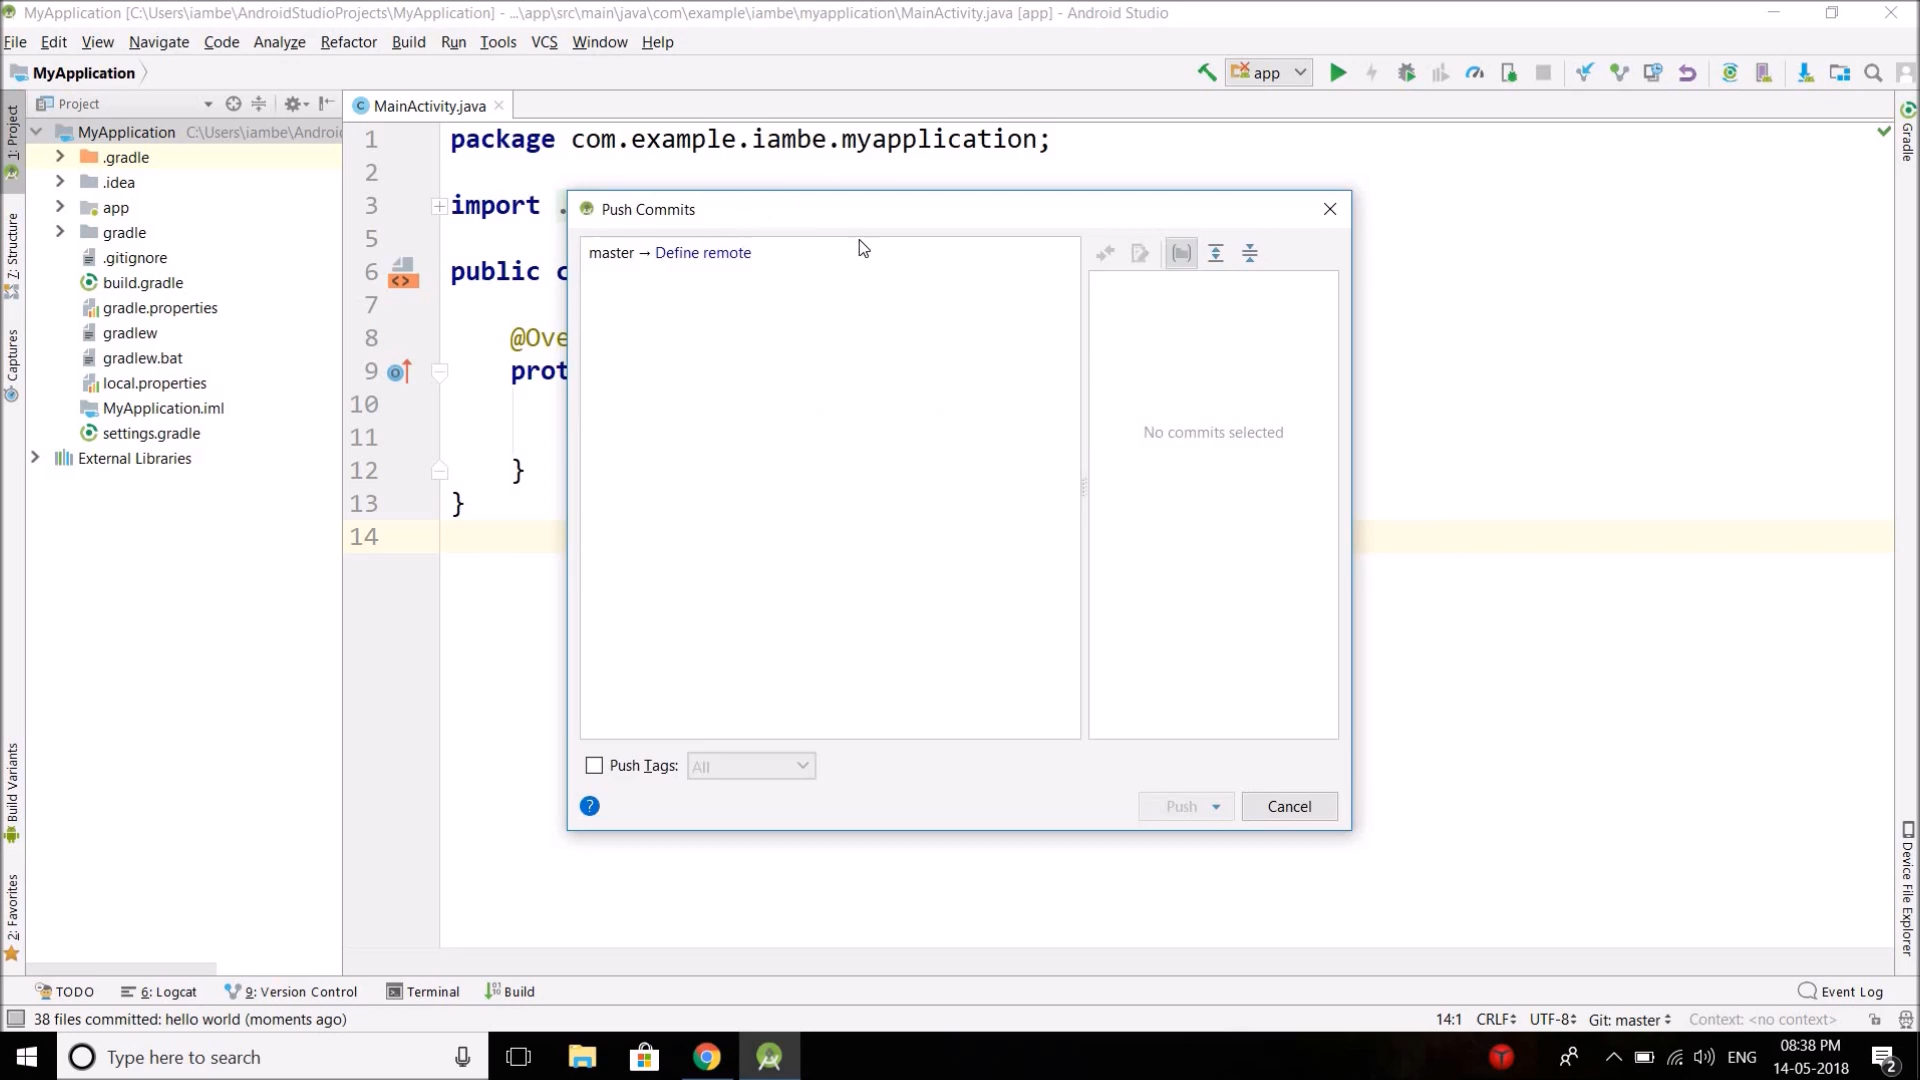 MyApplication [C:\Users\iambe\AndroidStudioProjects\MyApplication] - ...\app\src\main\java\com\example\iambe\myapplication\MainActivity.java [app] - Android Studio
File Edit View Navigate Code Analyze Refactor Build Run Tools VCS Window Help
MyApplication
app
Project
MainActivity.java
1: Project
7: Structure
Captures
Build Variants
2: Favorites
MyApplication C:\Users\iambe\Androi
.gradle
.idea
app
gradle
.gitignore
build.gradle
gradle.properties
gradlew
gradlew.bat
local.properties
MyApplication.iml
settings.gradle
External Libraries
1 package com.example.iambe.myapplication;
2
3 import .
5
6 public c
7
8 @Ove
9 prot
10
11
12 }
13 }
14
Push Commits
master → Define remote
No commits selected
Push Tags: All
?
Push Cancel
Gradle
Device File Explorer
TODO 6: Logcat 9: Version Control Terminal Build Event Log
38 files committed: hello world (moments ago) 14:1 CRLF UTF-8 Git: master Context: <no context>
Type here to search
ENG
08:38 PM
14-05-2018
2